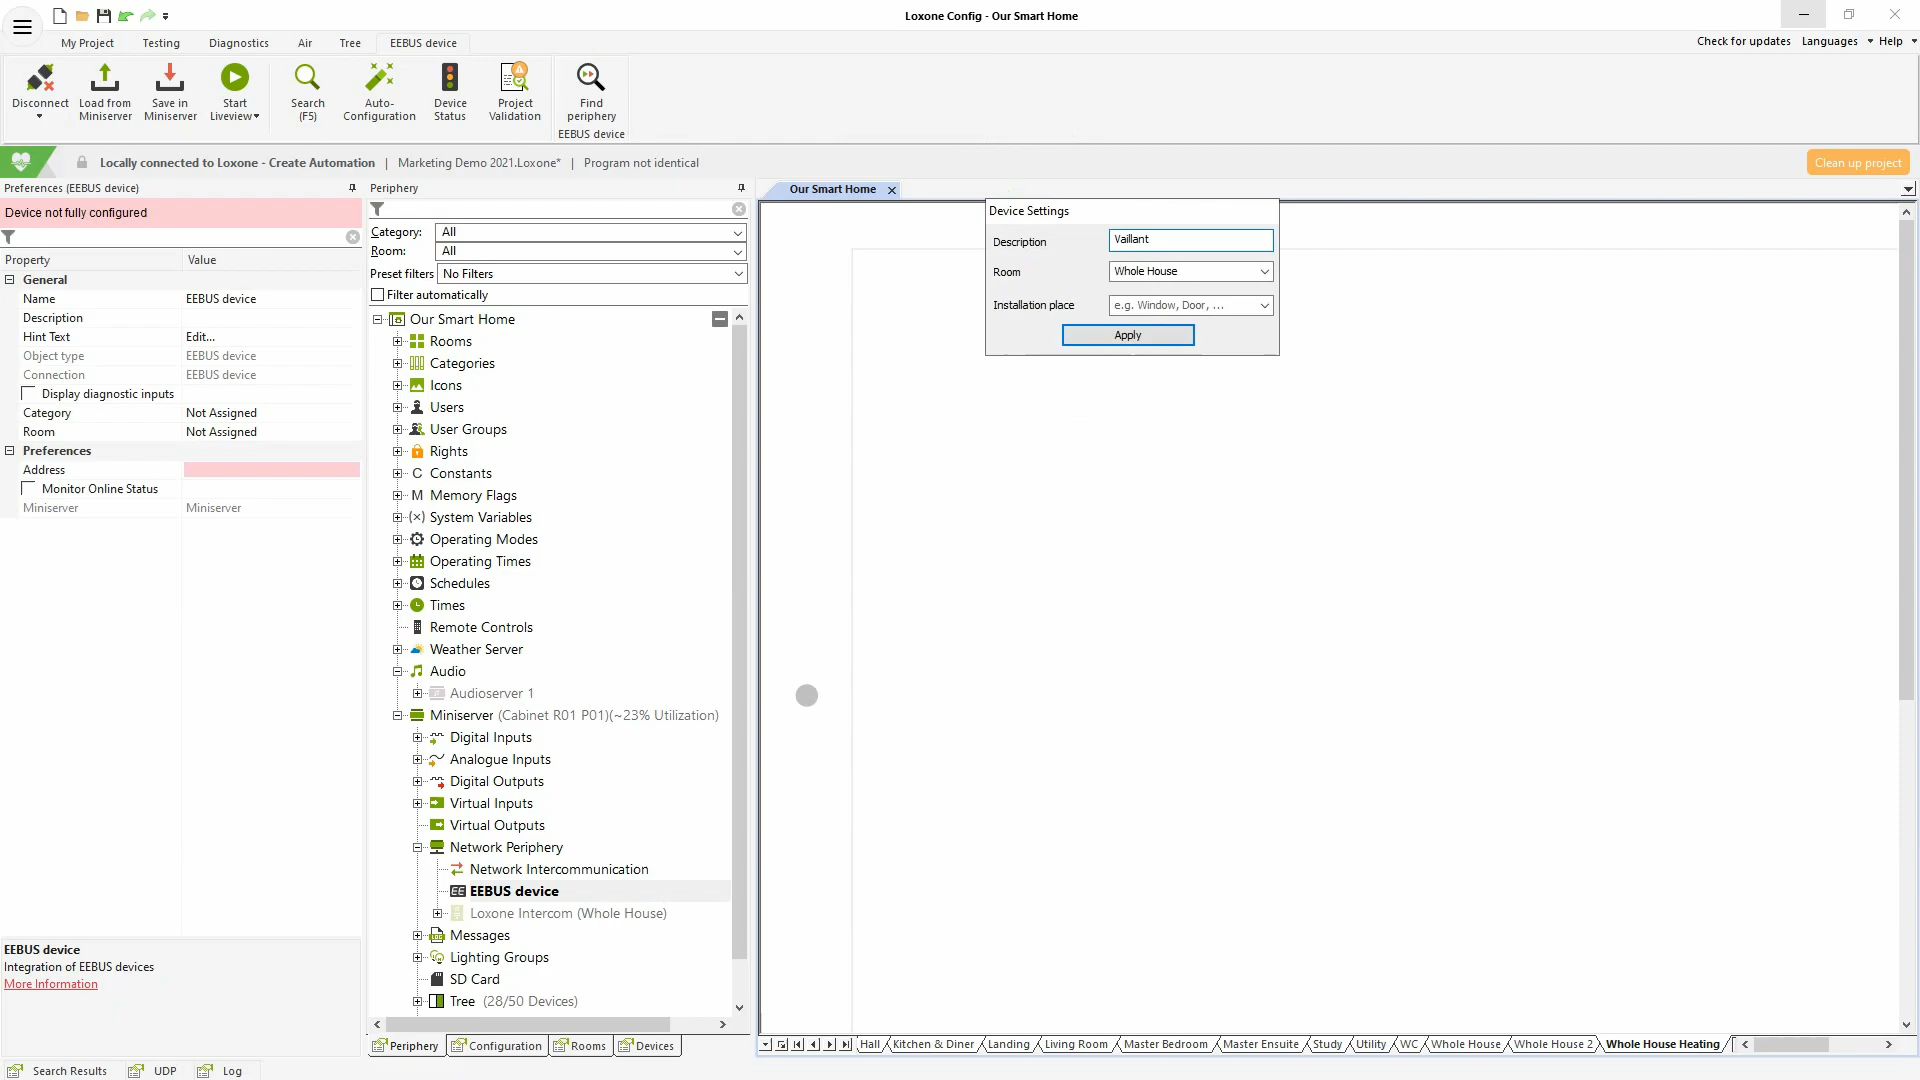 Loxone Config - Our Smart Home
My Project
Testing
Diagnostics
Air
Tree
EEBUS device
Check for updates
Languages
Help
Disconnect
Load from
Miniserver
Save in
Miniserver
Start
Liveview
Search
(F5)
Auto-
Configuration
Device
Status
Project
Validation
Find
periphery
EEBUS device
Locally connected to Loxone - Create Automation | Marketing Demo 2021.Loxone* | Program not identical
Clean up project
Preferences (EEBUS device)
Device not fully configured
Property Value
General
Name EEBUS device
Description
Hint Text Edit...
Object type EEBUS device
Connection EEBUS device
Display diagnostic inputs
Category Not Assigned
Room Not Assigned
Preferences
Address
Monitor Online Status
Miniserver Miniserver
EEBUS device
Integration of EEBUS devices
More Information
Periphery
Category: All
Room: All
Preset filters No Filters
Filter automatically
Our Smart Home
Rooms
Categories
Icons
Users
User Groups
Rights
C Constants
M Memory Flags
(×) System Variables
Operating Modes
Operating Times
Schedules
Times
Remote Controls
Weather Server
Audio
Audioserver 1
Miniserver (Cabinet R01 P01)(~23% Utilization)
Digital Inputs
Analogue Inputs
Digital Outputs
Virtual Inputs
Virtual Outputs
Network Periphery
Network Intercommunication
EE EEBUS device
Loxone Intercom (Whole House)
Messages
Lighting Groups
SD Card
Tree (28/50 Devices)
Periphery
Configuration
Rooms
Devices
Our Smart Home
Device Settings
Description Vaillant
Room Whole House
Installation place e.g. Window, Door, ...
Apply
Hall
Kitchen & Diner
Landing
Living Room
Master Bedroom
Master Ensuite
Study
Utility
WC
Whole House
Whole House 2
Whole House Heating
Search Results
UDP
Log